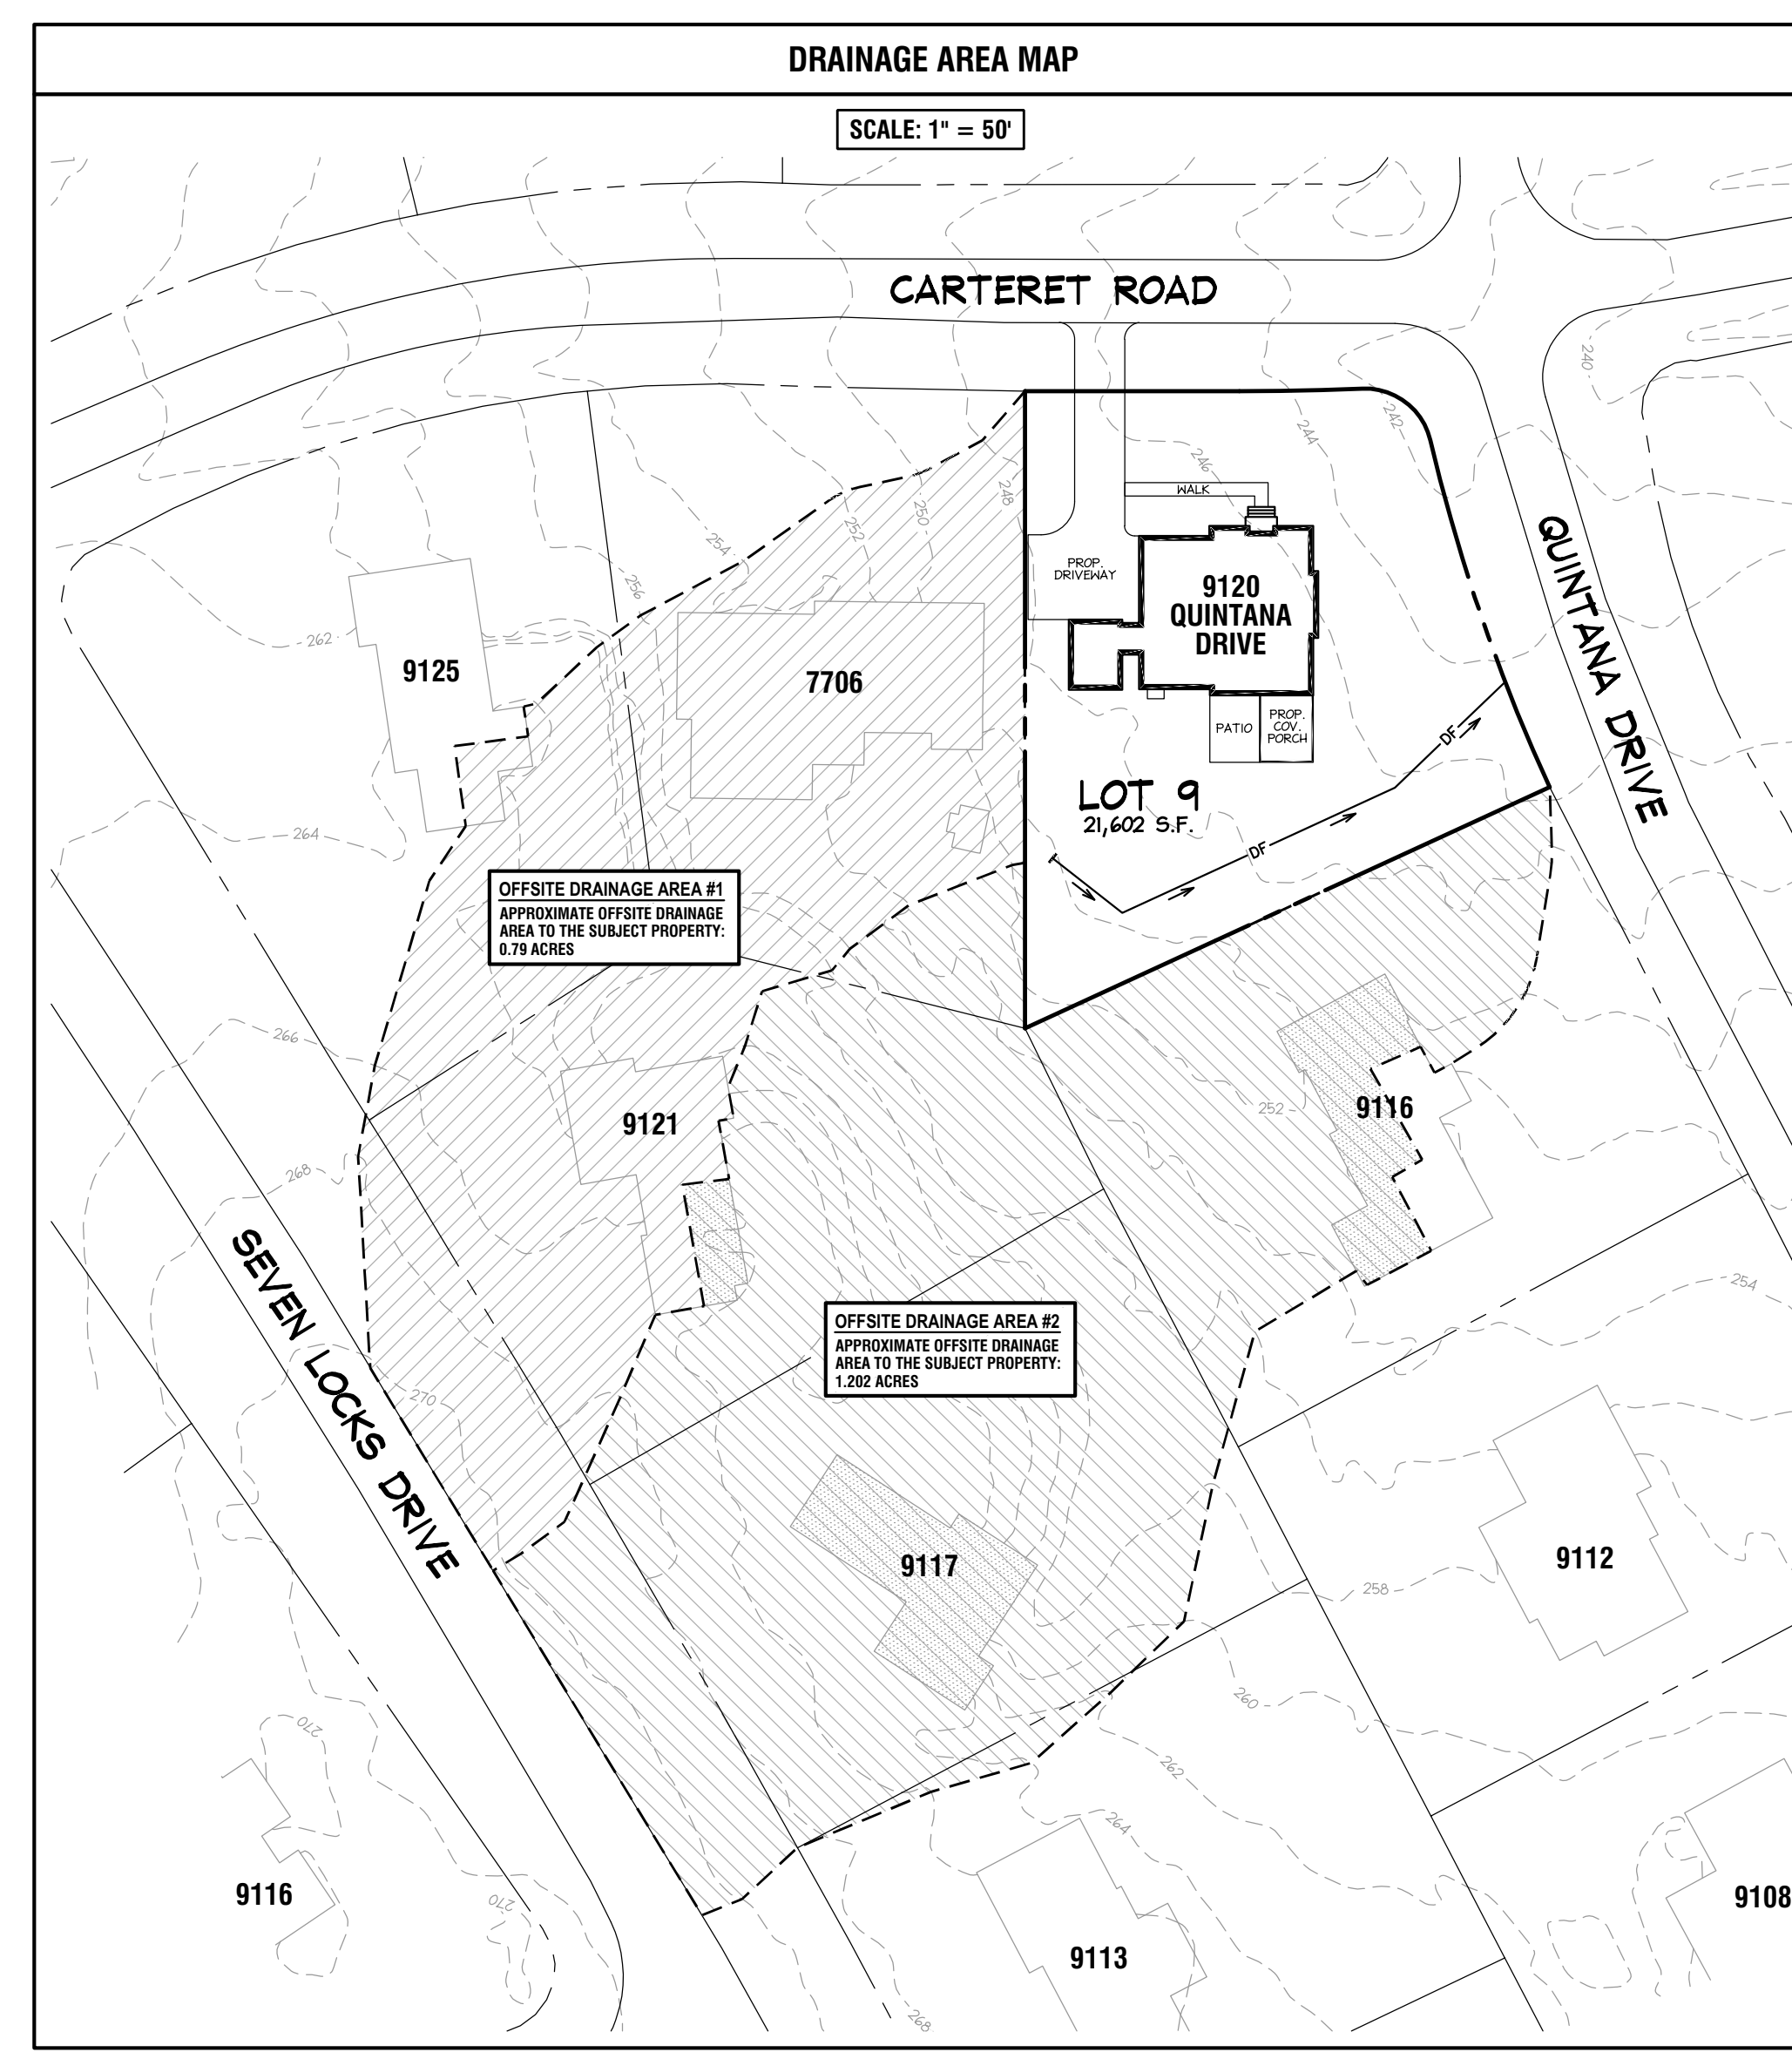 DRAINAGE AREA MAP
SCALE: 1" = 50'
CARTERET ROAD
240
242
244
246
248
250
252
254
256
WALK
PROP.
DRIVEWAY
9120
QUINTANA
DRIVE
QUINTANA DRIVE
262
9125
7706
PATIO
PROP.
COV.
PORCH
DF
LOT 9
21,602 S.F.
DF
264
OFFSITE DRAINAGE AREA #1
APPROXIMATE OFFSITE DRAINAGE
AREA TO THE SUBJECT PROPERTY:
0.79 ACRES
266
9121
252
9116
268
SEVEN LOCKS DRIVE
254
OFFSITE DRAINAGE AREA #2
APPROXIMATE OFFSITE DRAINAGE
AREA TO THE SUBJECT PROPERTY:
1.202 ACRES
270
9117
9112
258
260
270
262
264
9116
270
9108
9113
268